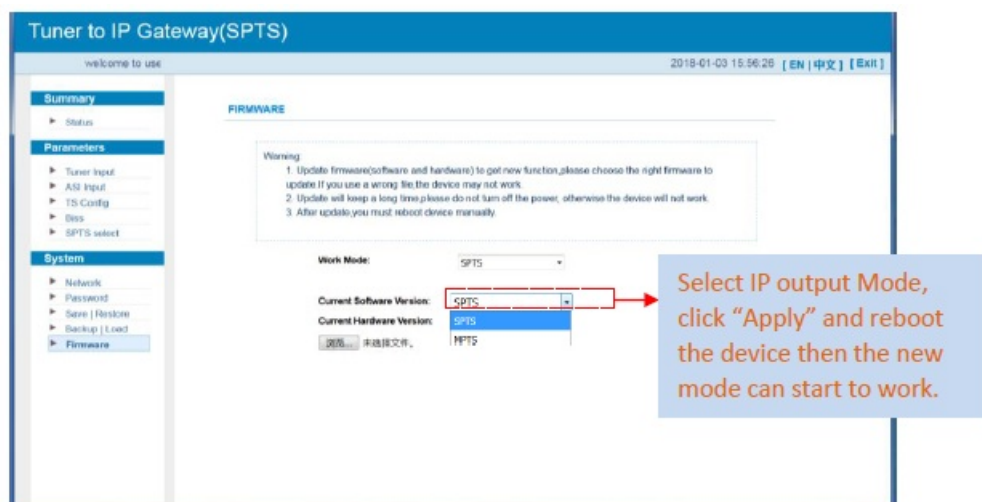 Tuner to IP Gateway(SPTS)
welcome to use
2018-01-03 15:56:26 [ EN | 中文 ] [ Exit ]
Summary
Status
Parameters
Tuner Input
ASI Input
TS Config
Biss
SPTS select
System
Network
Password
Save | Restore
Backup | Load
Firmware
FIRMWARE
Warning
1. Update firmware(software and hardware) to get new function,please choose the right firmware to
update.If you use a wrong file,the device may not work.
2. Update will keep a long time,please do not turn off the power, otherwise the device will not work.
3. After update,you must reboot device manually.
Work Mode:
SPTS
Current Software Version:
SPTS
Current Hardware Version:
SPTS
MPTS
浏览... 未选择文件。
Select IP output Mode,
click “Apply” and reboot
the device then the new
mode can start to work.